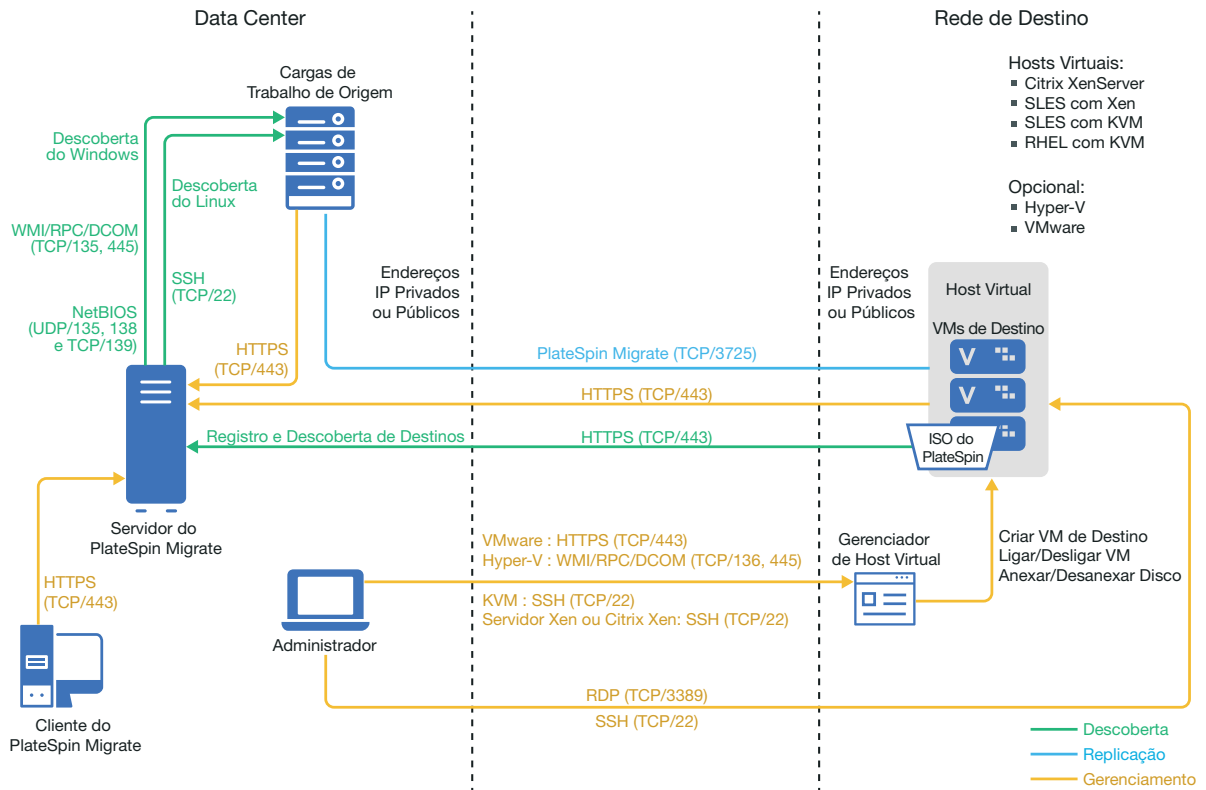 Data Center
Rede de Destino
Hosts Virtuais:
Citrix XenServer
SLES com Xen
SLES com KVM
RHEL com KVM
Opcional:
Hyper-V
VMware
Cargas de
Trabalho de Origem
Descoberta
do Windows
Descoberta
do Linux
WMI/RPC/DCOM
(TCP/135, 445)
SSH
(TCP/22)
NetBIOS
(UDP/135, 138
e TCP/139)
HTTPS
(TCP/443)
Endereços
IP Privados
ou Públicos
Endereços
IP Privados
ou Públicos
Host Virtual
VMs de Destino
V
V
PlateSpin Migrate (TCP/3725)
HTTPS (TCP/443)
Registro e Descoberta de Destinos
HTTPS (TCP/443)
ISO do
PlateSpin
Servidor do
PlateSpin Migrate
HTTPS
(TCP/443)
Cliente do
PlateSpin Migrate
VMware : HTTPS (TCP/443)
Hyper-V : WMI/RPC/DCOM (TCP/136, 445)
KVM : SSH (TCP/22)
Servidor Xen ou Citrix Xen: SSH (TCP/22)
Administrador
Gerenciador
de Host Virtual
Criar VM de Destino
Ligar/Desligar VM
Anexar/Desanexar Disco
RDP (TCP/3389)
SSH (TCP/22)
Descoberta
Replicação
Gerenciamento